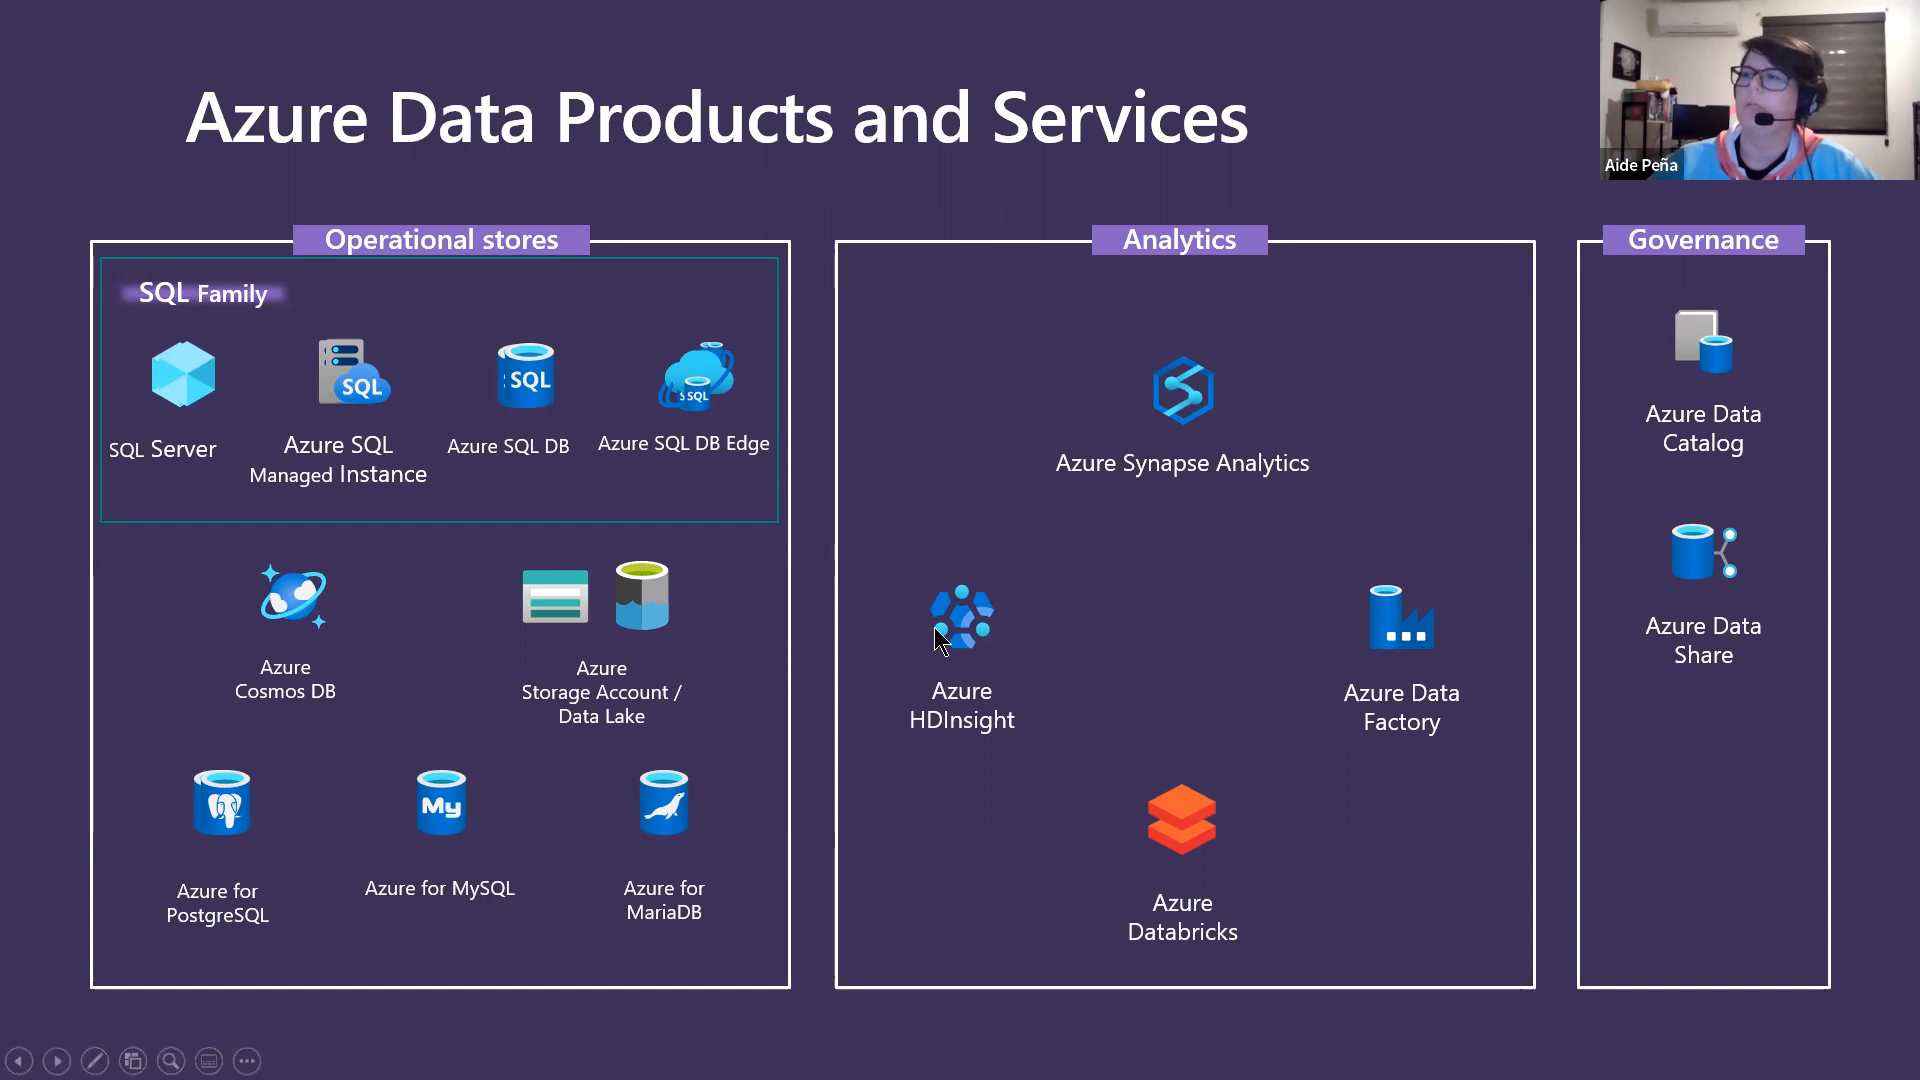 Azure Data Products and Services
Aide Peña
Operational stores
SQL Family
SQL
SQL
SQL
SQL Server
Azure SQL
Managed Instance
Azure SQL DB
Azure SQL DB Edge
Azure
Cosmos DB
Azure
Storage Account /
Data Lake
My
Azure for
PostgreSQL
Azure for MySQL
Azure for
MariaDB
Analytics
Azure Synapse Analytics
Azure
HDInsight
Azure Data
Factory
Azure
Databricks
Governance
Azure Data
Catalog
Azure Data
Share